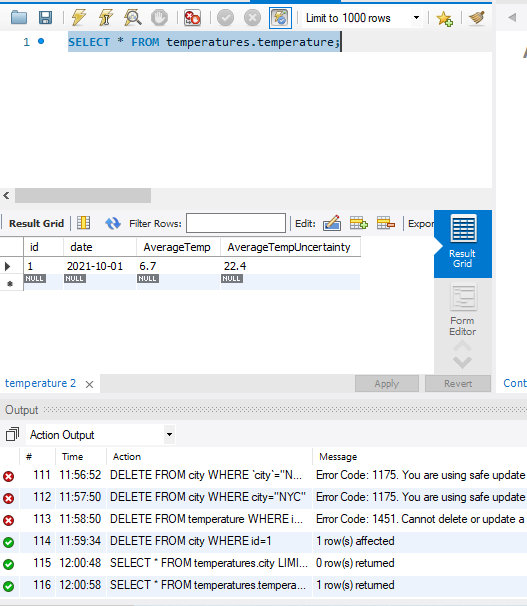 Limit to 1000 rows
1 SELECT * FROM temperatures.temperature;
Result Grid Filter Rows: Edit: Expor
id date AverageTemp AverageTempUncertainty
1 2021-10-01 6.7 22.4
NULL NULL NULL NULL
Result
Grid
Form
Editor
temperature 2 Apply Revert Cont
Output
Action Output
# Time Action Message
111 11:56:52 DELETE FROM city WHERE `city`="N... Error Code: 1175. You are using safe update
112 11:57:50 DELETE FROM city WHERE city="NYC" Error Code: 1175. You are using safe update
113 11:58:50 DELETE FROM temperature WHERE i... Error Code: 1451. Cannot delete or update a
114 11:59:34 DELETE FROM city WHERE id=1 1 row(s) affected
115 12:00:48 SELECT * FROM temperatures.city LIMI... 0 row(s) returned
116 12:00:58 SELECT * FROM temperatures.tempera... 1 row(s) returned